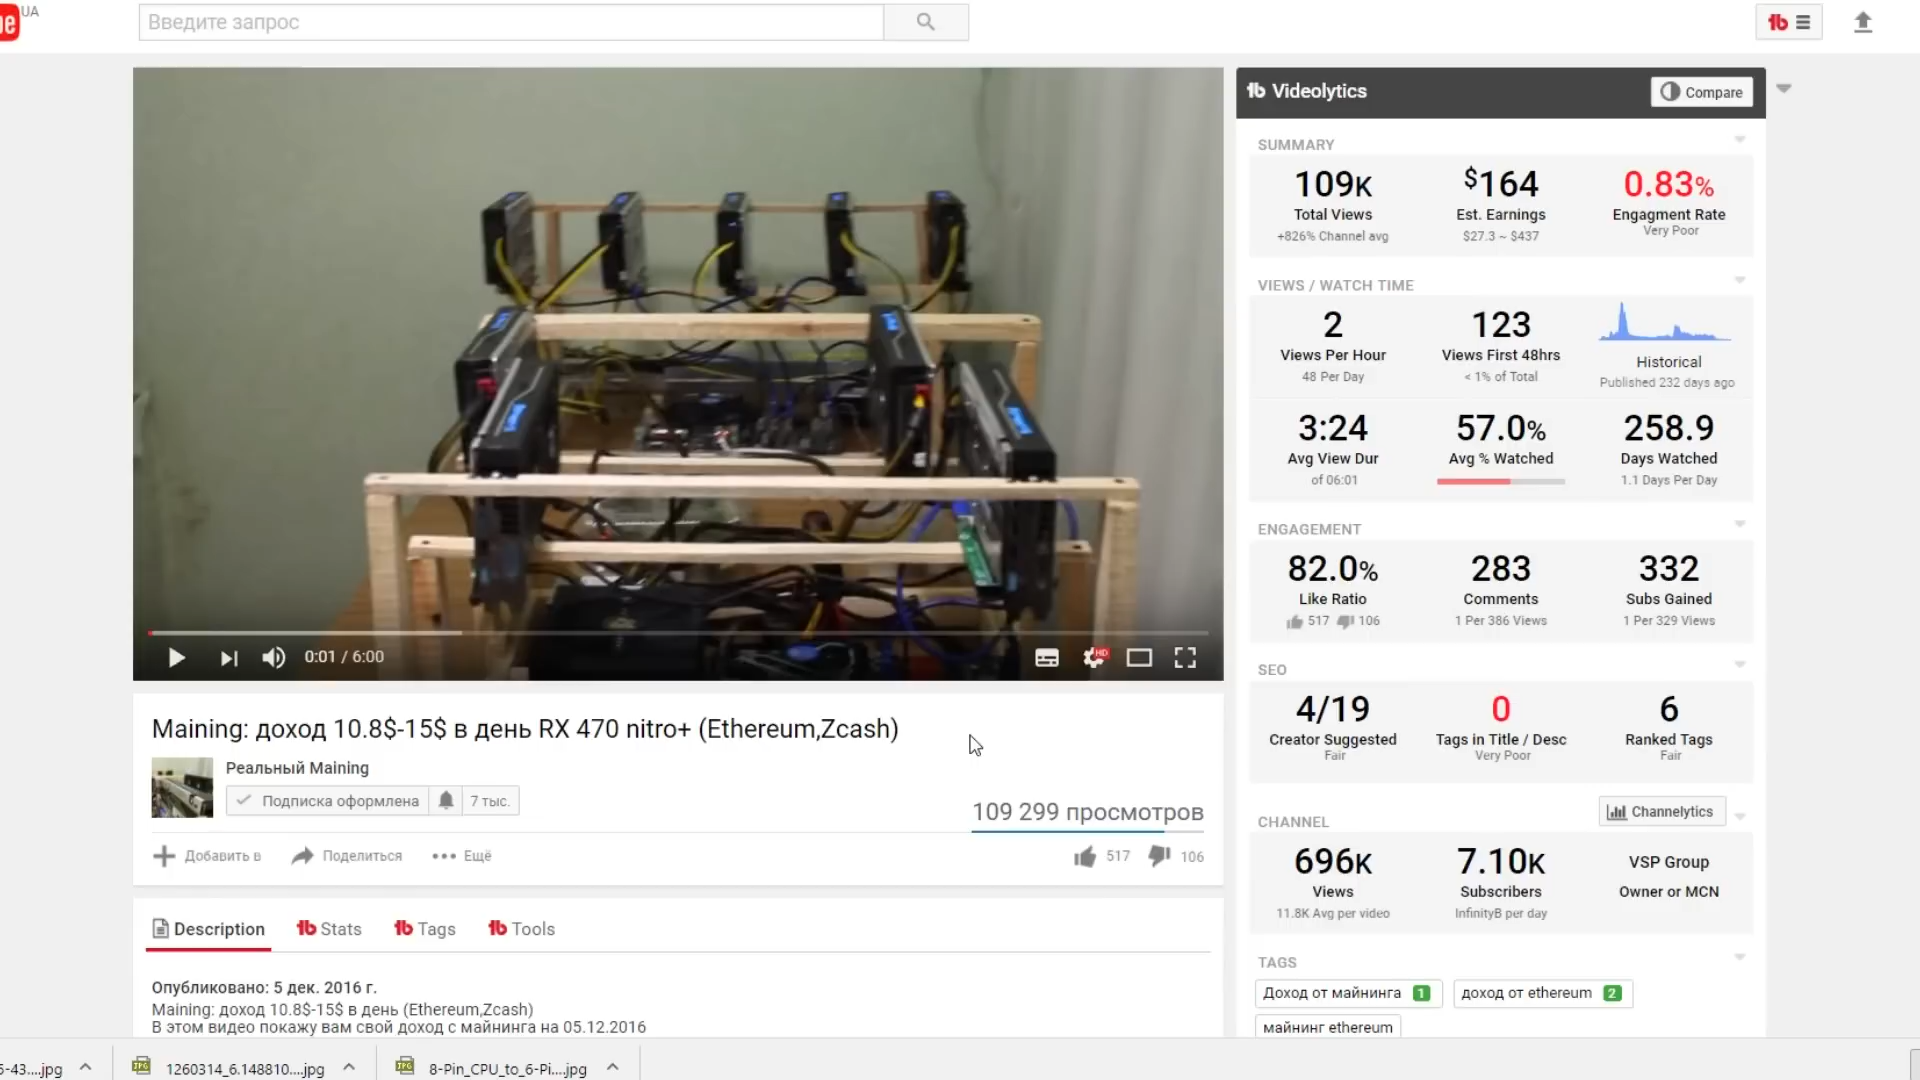 UA
Введите запрос
Videolytics
Compare
SUMMARY
109K
Total Views
+826% Channel avg
$164
Est. Earnings
$27.3 ~ $437
0.83%
Engagment Rate
Very Poor
VIEWS / WATCH TIME
2
Views Per Hour
48 Per Day
123
Views First 48hrs
< 1% of Total
Historical
Published 232 days ago
3:24
Avg View Dur
of 06:01
57.0%
Avg % Watched
258.9
Days Watched
1.1 Days Per Day
ENGAGEMENT
82.0%
Like Ratio
517 106
283
Comments
1 Per 386 Views
332
Subs Gained
1 Per 329 Views
SEO
4/19
Creator Suggested
Fair
0
Tags in Title / Desc
Very Poor
6
Ranked Tags
Fair
CHANNEL
Channelytics
696K
Views
11.8K Avg per video
7.10K
Subscribers
InfinityB per day
VSP Group
Owner or MCN
TAGS
Доход от майнинга 1
доход от ethereum 2
майнинг ethereum
0:01 / 6:00
HD
Maining: доход 10.8$-15$ в день RX 470 nitro+ (Ethereum,Zcash)
Реальный Maining
Подписка оформлена
7 тыс.
109 299 просмотров
Добавить в
Поделиться
Ещё
517
106
Description
Stats
Tags
Tools
Опубликовано: 5 дек. 2016 г.
Maining: доход 10.8$-15$ в день (Ethereum,Zcash)
В этом видео покажу вам свой доход с майнинга на 05.12.2016
5-43....jpg
1260314_6.148810....jpg
8-Pin_CPU_to_6-Pi....jpg